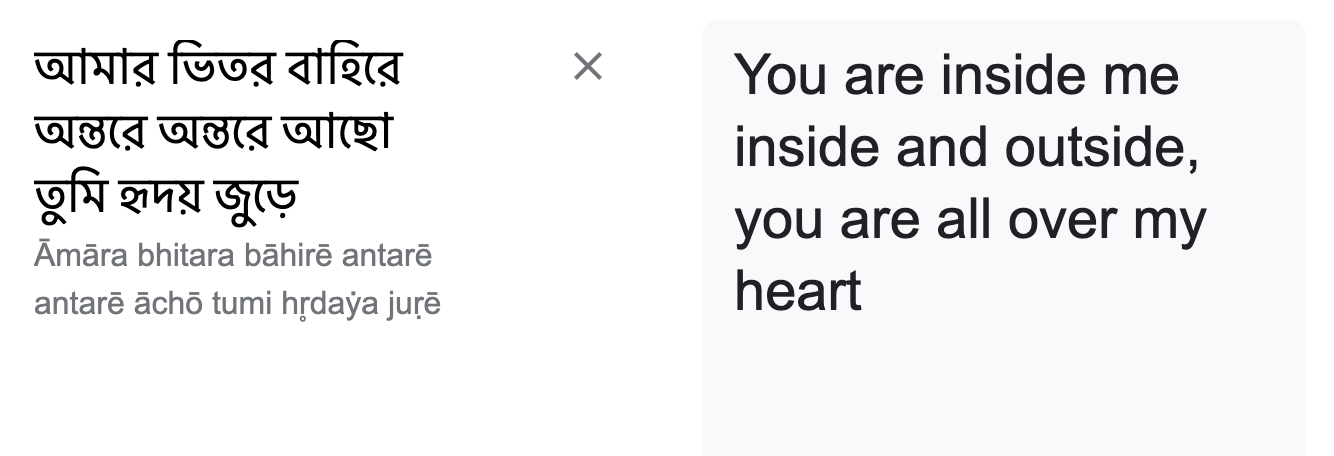 আমার ভিতর বাহিরে
অন্তরে অন্তরে আছো
তুমি হৃদয় জুড়ে
Āmāra bhitara bāhirē antarē
antarē āchō tumi hr̥daẏa juṛē
You are inside me
inside and outside,
you are all over my
heart